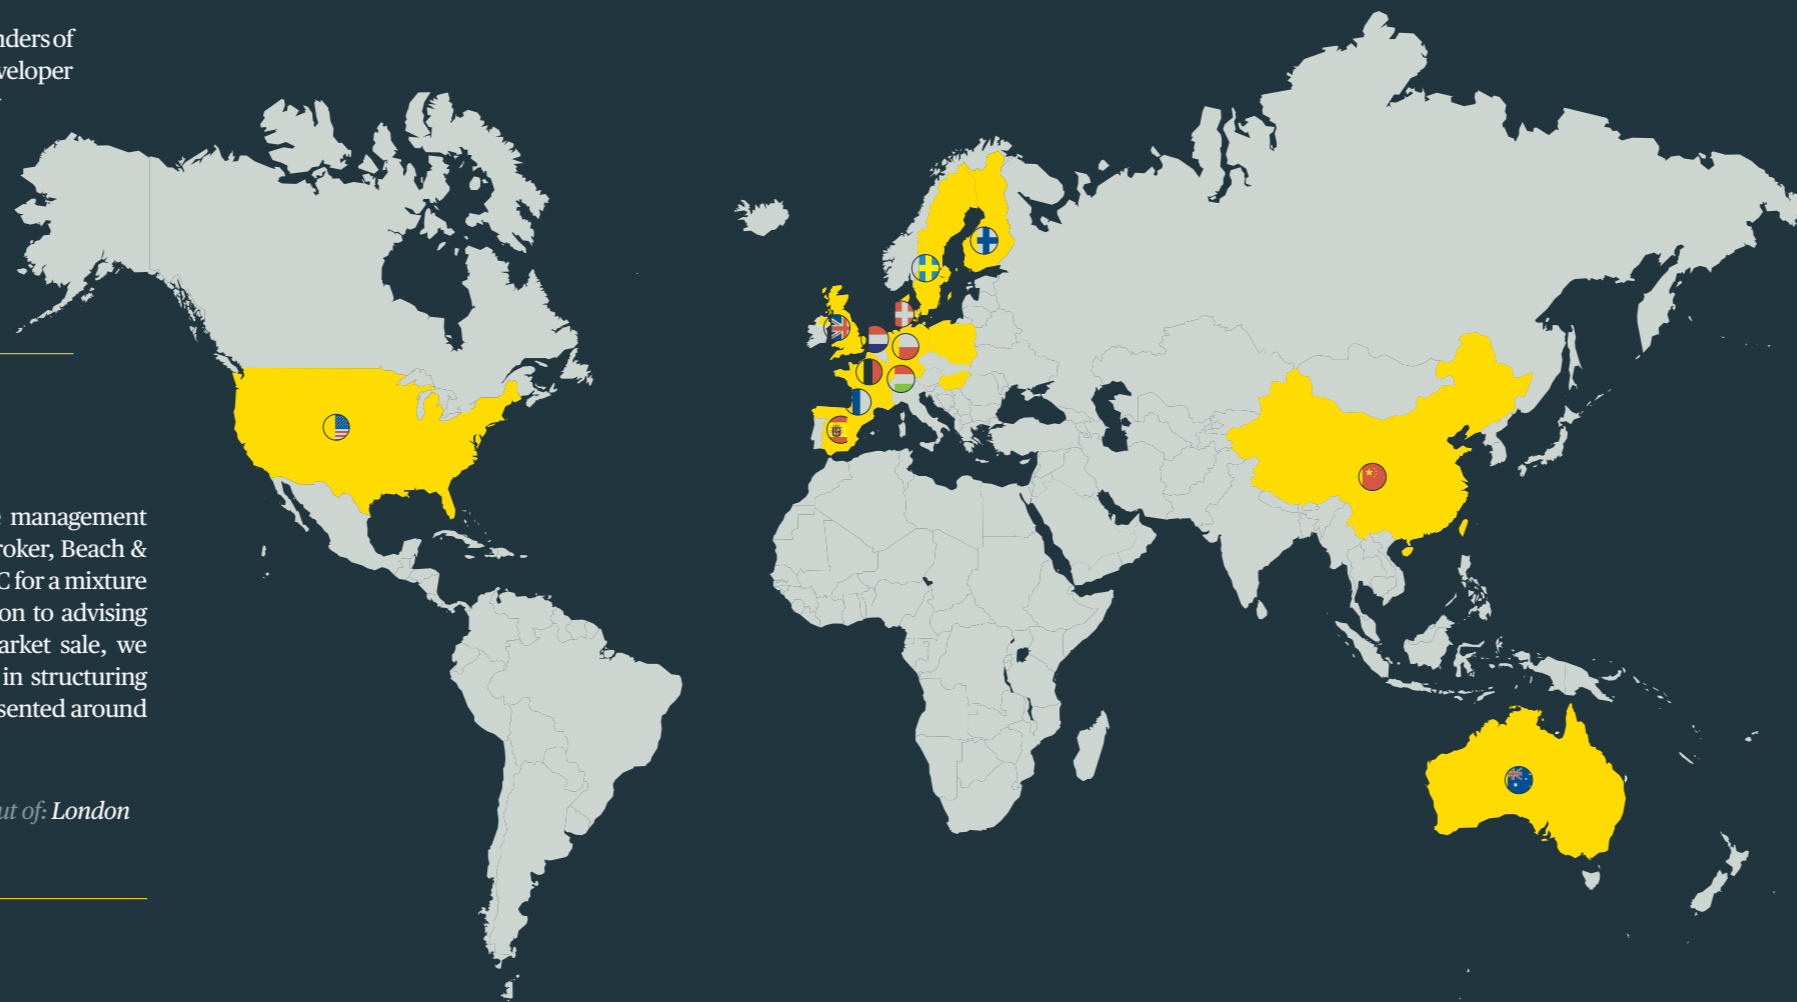 nders of
veloper
management
roker, Beach &
C for a mixture
on to advising
arket sale, we
in structuring
sented around
ut of: London